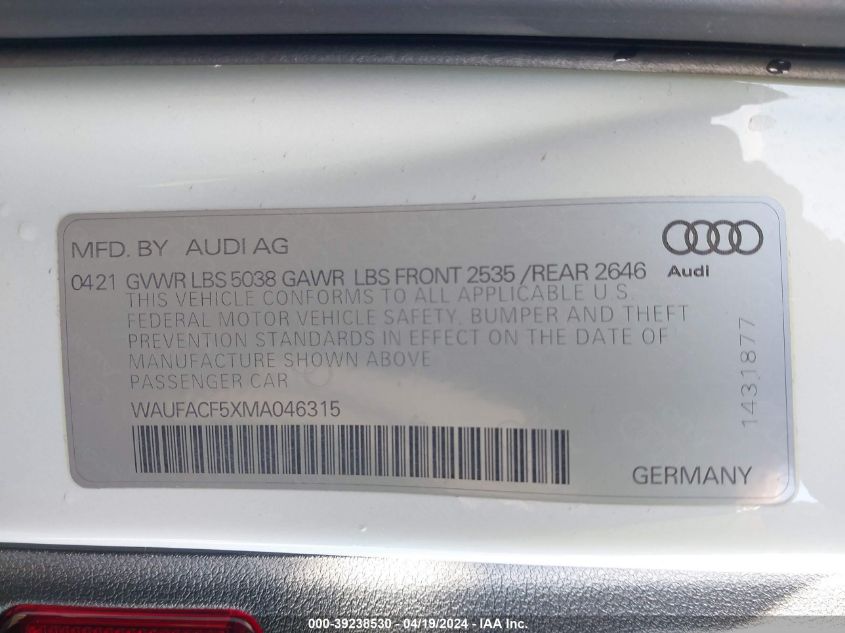 MFD. BY AUDI AG
0421 GVWR LBS 5038 GAWR LBS FRONT 2535 /REAR 2646
Audi
THIS VEHICLE CONFORMS TO ALL APPLICABLE U.S.
FEDERAL MOTOR VEHICLE SAFETY, BUMPER AND THEFT
PREVENTION STANDARDS IN EFFECT ON THE DATE OF
MANUFACTURE SHOWN ABOVE
PASSENGER CAR
WAUFACF5XMA046315
1431877
GERMANY
000-39238530 - 04/19/2024 - IAA Inc.